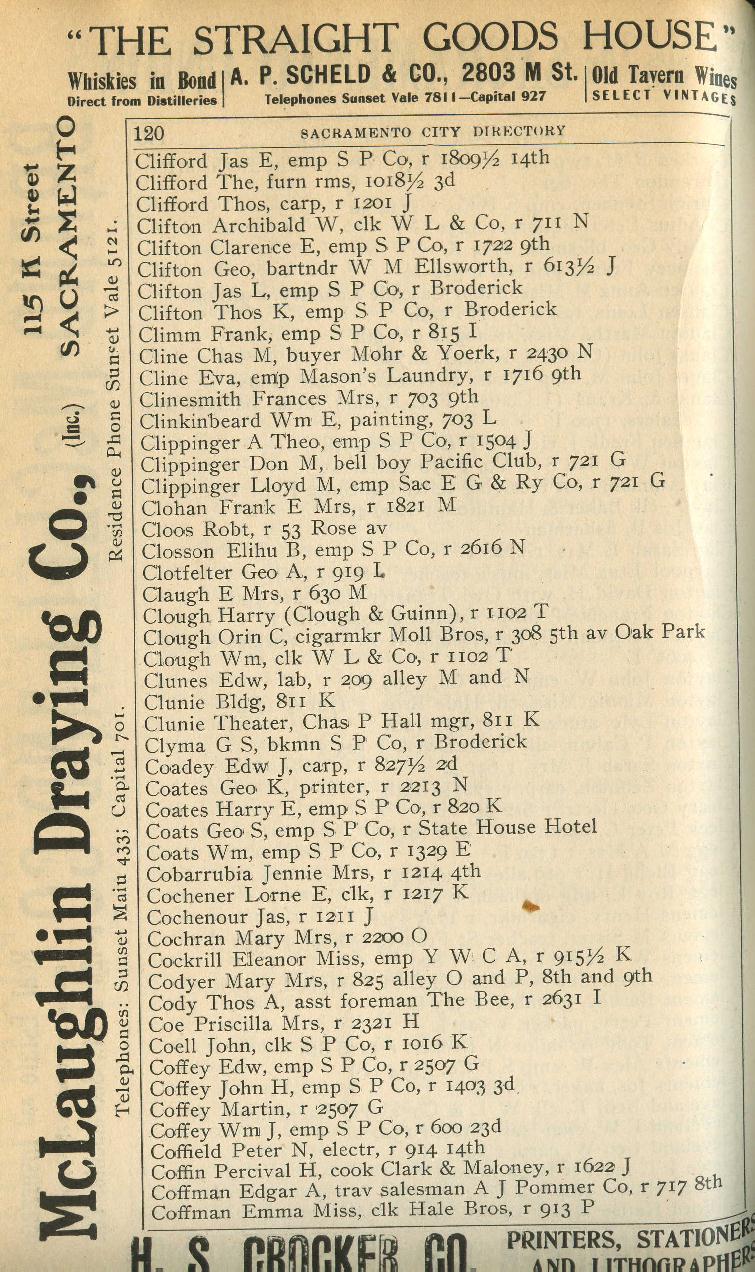 "THE STRAIGHT GOODS HOUSE"
Whiskies in Bond
Direct from Distilleries
A. P. SCHELD & CO., 2803 M St.
Telephones Sunset Vale 7811—Capital 927
Old Tavern Wines
SELECT VINTAGES
McLaughlin Draying Co., (Inc.)
115 K Street
SACRAMENTO
Telephones: Sunset Maiu 433; Capital 701.
Residence Phone Sunset Vale 5121.
120 SACRAMENTO CITY DIRECTORY
Clifford Jas E, emp S P Co, r 1809½ 14th
Clifford The, furn rms, 1018½ 3d
Clifford Thos, carp, r 1201 J
Clifton Archibald W, clk W L & Co, r 711 N
Clifton Clarence E, emp S P Co, r 1722 9th
Clifton Geo, bartndr W M Ellsworth, r 613½ J
Clifton Jas L, emp S P Co, r Broderick
Clifton Thos K, emp S P Co, r Broderick
Climm Frank, emp S P Co, r 815 I
Cline Chas M, buyer Mohr & Yoerk, r 2430 N
Cline Eva, emp Mason's Laundry, r 1716 9th
Clinesmith Frances Mrs, r 703 9th
Clinkinbeard Wm E, painting, 703 L
Clippinger A Theo, emp S P Co, r 1504 J
Clippinger Don M, bell boy Pacific Club, r 721 G
Clippinger Lloyd M, emp Sac E G & Ry Co, r 721 G
Clohan Frank E Mrs, r 1821 M
Cloos Robt, r 53 Rose av
Closson Elihu B, emp S P Co, r 2616 N
Clotfelter Geo A, r 919 L
Claugh E Mrs, r 630 M
Clough Harry (Clough & Guinn), r 1102 T
Clough Orin C, cigarmkr Moll Bros, r 308 5th av Oak Park
Clough Wm, clk W L & Co, r 1102 T
Clunes Edw, lab, r 209 alley M and N
Clunie Bldg, 811 K
Clunie Theater, Chas P Hall mgr, 811 K
Clyma G S, bkmn S P Co, r Broderick
Coadey Edw J, carp, r 827½ 2d
Coates Geo K, printer, r 2213 N
Coates Harry E, emp S P Co, r 820 K
Coats Geo S, emp S P Co, r State House Hotel
Coats Wm, emp S P Co, r 1329 E
Cobarrubia Jennie Mrs, r 1214 4th
Cochener Lorne E, clk, r 1217 K
Cochenour Jas, r 1211 J
Cochran Mary Mrs, r 2200 O
Cockrill Eleanor Miss, emp Y W C A, r 915½ K
Codyer Mary Mrs, r 825 alley O and P, 8th and 9th
Cody Thos A, asst foreman The Bee, r 2631 I
Coe Priscilla Mrs, r 2321 H
Coell John, clk S P Co, r 1016 K
Coffey Edw, emp S P Co, r 2507 G
Coffey John H, emp S P Co, r 1403 3d
Coffey Martin, r 2507 G
Coffey Wm J, emp S P Co, r 600 23d
Coffield Peter N, electr, r 914 14th
Coffin Percival H, cook Clark & Maloney, r 1622 J
Coffman Edgar A, trav salesman A J Pommer Co, r 717 8th
Coffman Emma Miss, clk Hale Bros, r 913 P
H. S. CROCKER CO.
PRINTERS, STATIONERS
AND LITHOGRAPHERS